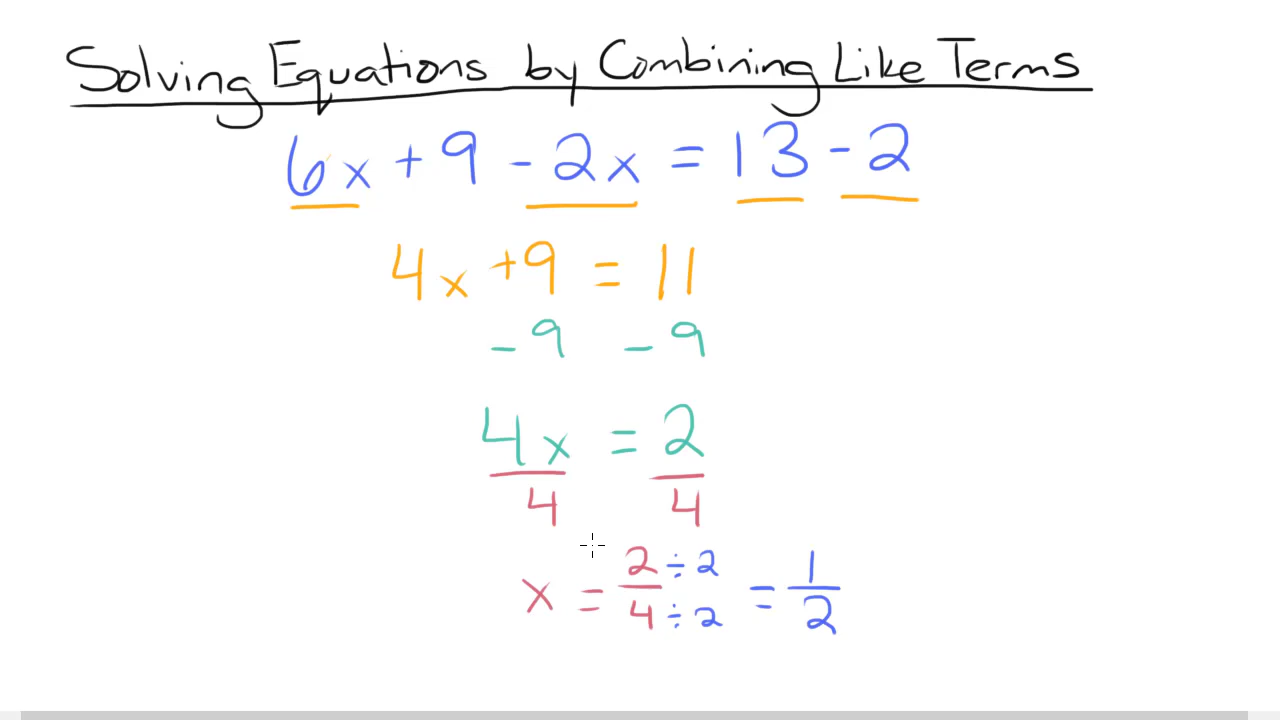 Solving Equations by Combining Like Terms
6x + 9 - 2x = 13 - 2
4x + 9 = 11
- 9 - 9
4x = 2
4 4
x = 2 ÷ 2 = 1
4 ÷ 2 2